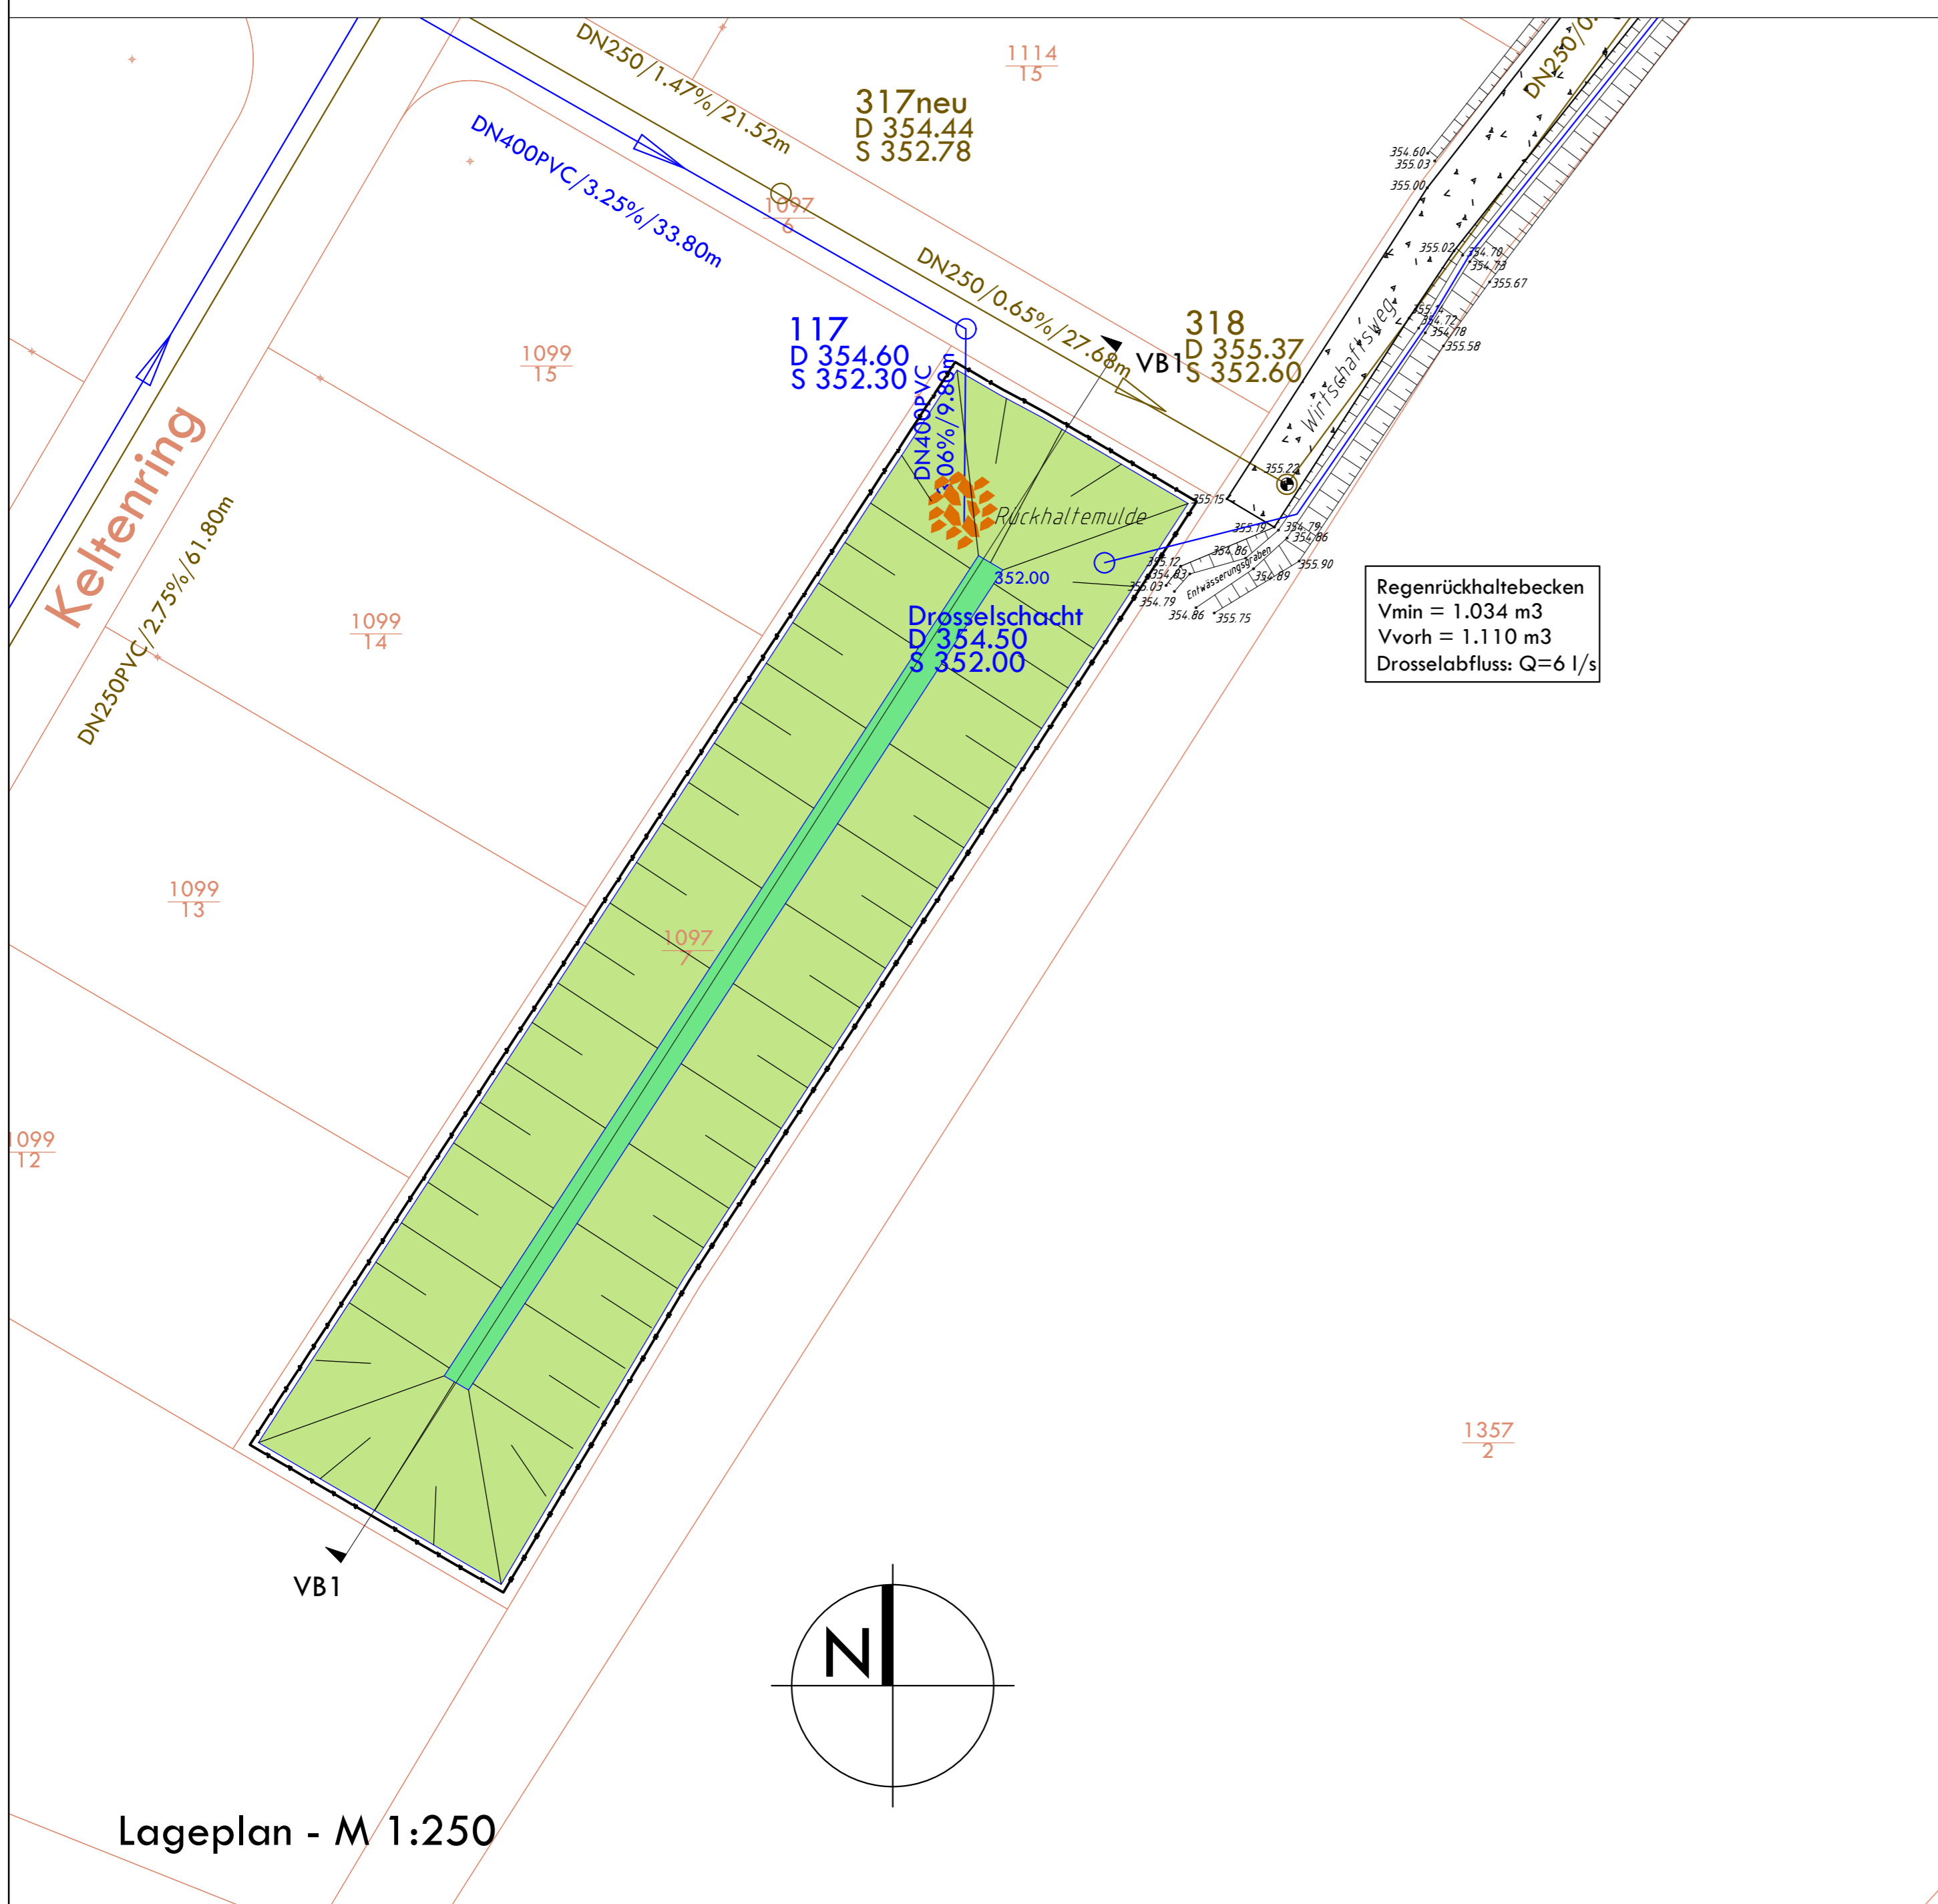 DN250/1.47%/21.52m
1114
15
317neu
D 354.44
S 352.78
DN400PVC/3.25%/33.80m
1097
6
DN250/0.65%/27.68m
354.60
355.03
355.00
355.02
354.70
354.73
355.67
354.72
354.78
355.58
Wirtschaftsweg
117
D 354.60
S 352.30
VB1
318
D 355.37
S 352.60
1099
15
DN400PVC
Keltenring
DN250PVC/2.75%/61.80m
Rückhaltemulde
355.22
355.15
355.19
354.79
354.86
354.86
355.12
354.83
355.03
354.79
Entwässerungsgraben
354.89
355.90
354.86
355.75
352.00
Drosselschacht
D 354.50
S 352.00
Regenrückhaltebecken
Vmin = 1.034 m3
Vvorh = 1.110 m3
Drosselabfluss: Q=6 l/s
1099
14
1099
13
1097
7
1099
12
1357
2
VB1
N
Lageplan - M 1:250